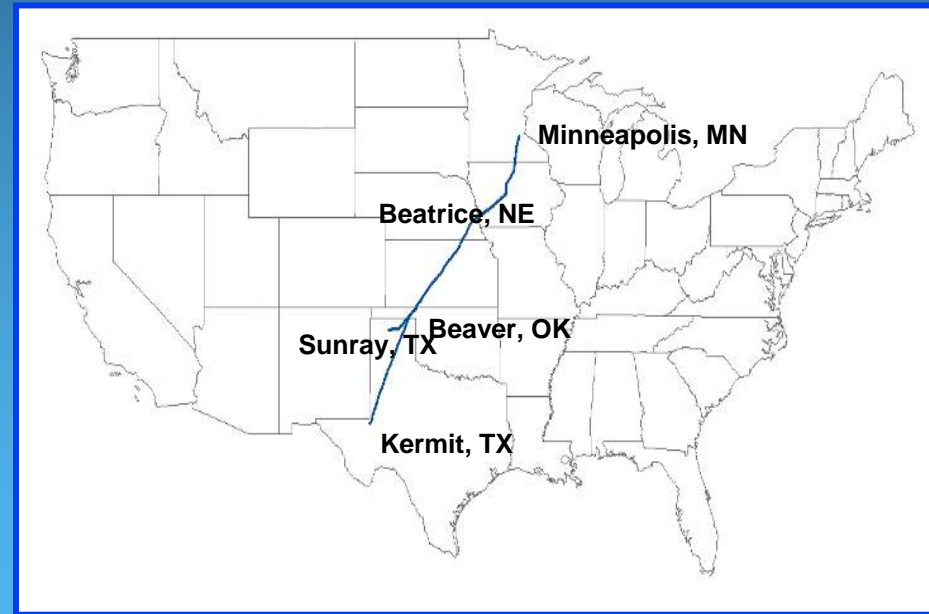 Minneapolis, MN
Beatrice, NE
Beaver, OK
Sunray, TX
Kermit, TX